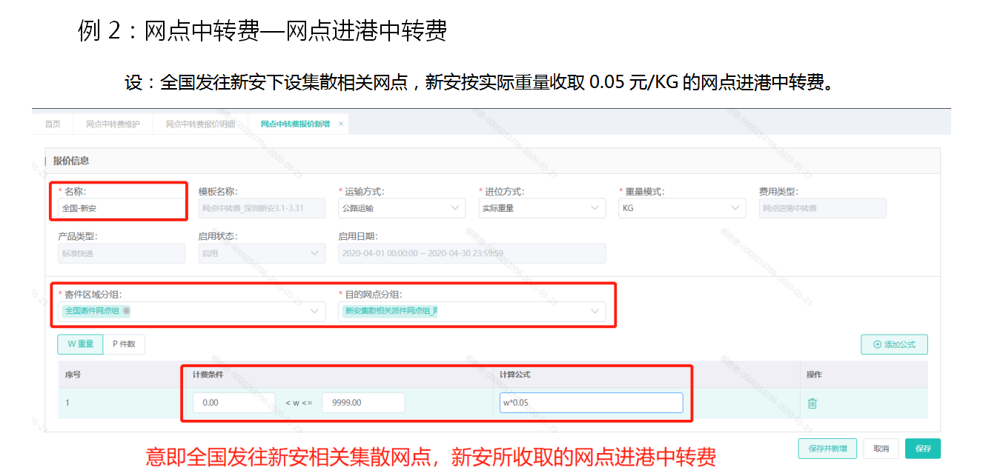 例 2：网点中转费—网点进港中转费
设：全国发往新安下设集散相关网点，新安按实际重量收取 0.05 元/KG 的网点进港中转费。
首页 网点中转费维护 网点中转费报价明细 网点中转费报价新增 ×
报价信息
* 名称: 模板名称: * 运输方式: * 进位方式: * 重量模式: 费用类型:
全国-新安 网点中转费_深圳新安3.1-3.31 公路运输 实际重量 KG 网点进港中转费
产品类型: 启用状态: 启用日期:
标准快递 启用 2020-04-01 00:00:00 ~ 2020-04-30 23:59:59
* 寄件区域分组: * 目的网点分组:
全国寄件网点组 新安集散相关派件网点组_
W 重量 P 件数 添加公式
序号 计费条件 计算公式 操作
1 0.00 < w <= 9999.00 w*0.05
意即全国发往新安相关集散网点，新安所收取的网点进港中转费
保存并新增 取消 保存